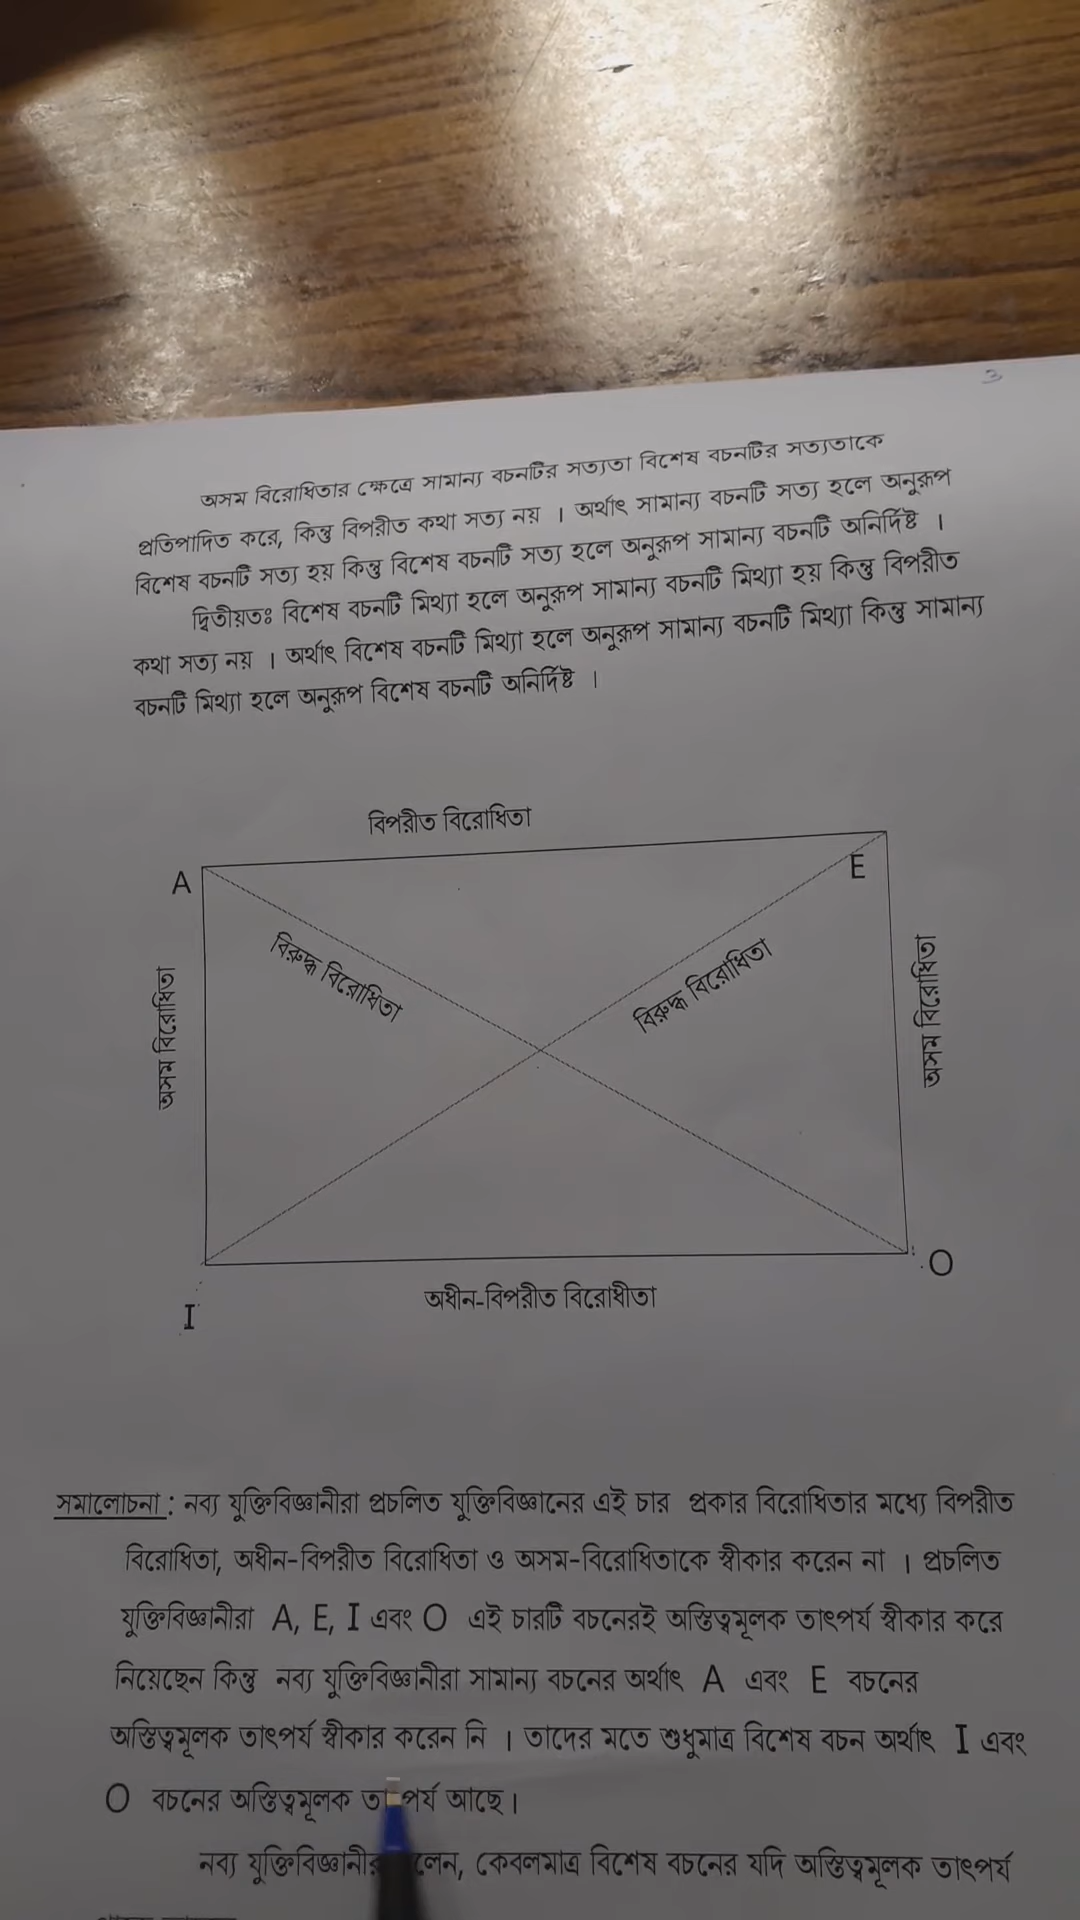 3
অসম বিরোধিতার ক্ষেত্রে সামান্য বচনটির সত্যতা বিশেষ বচনটির সত্যতাকে
প্রতিপাদিত করে, কিন্তু বিপরীত কথা সত্য নয় । অর্থাৎ সামান্য বচনটি সত্য হলে অনুরূপ
বিশেষ বচনটি সত্য হয় কিন্তু বিশেষ বচনটি সত্য হলে অনুরূপ সামান্য বচনটি অনির্দিষ্ট ।
দ্বিতীয়তঃ বিশেষ বচনটি মিথ্যা হলে অনুরূপ সামান্য বচনটি মিথ্যা হয় কিন্তু বিপরীত
কথা সত্য নয় । অর্থাৎ বিশেষ বচনটি মিথ্যা হলে অনুরূপ সামান্য বচনটি মিথ্যা কিন্তু সামান্য
বচনটি মিথ্যা হলে অনুরূপ বিশেষ বচনটি অনির্দিষ্ট ।
বিপরীত বিরোধিতা
A
E
বিরুদ্ধ বিরোধিতা
বিরুদ্ধ বিরোধিতা
অসম বিরোধিতা
অসম বিরোধিতা
I
O
অধীন-বিপরীত বিরোধীতা
সমালোচনা : নব্য যুক্তিবিজ্ঞানীরা প্রচলিত যুক্তিবিজ্ঞানের এই চার প্রকার বিরোধিতার মধ্যে বিপরীত
বিরোধিতা, অধীন-বিপরীত বিরোধিতা ও অসম-বিরোধিতাকে স্বীকার করেন না । প্রচলিত
যুক্তিবিজ্ঞানীরা A, E, I এবং O এই চারটি বচনেরই অস্তিত্বমূলক তাৎপর্য স্বীকার করে
নিয়েছেন কিন্তু নব্য যুক্তিবিজ্ঞানীরা সামান্য বচনের অর্থাৎ A এবং E বচনের
অস্তিত্বমূলক তাৎপর্য স্বীকার করেন নি । তাদের মতে শুধুমাত্র বিশেষ বচন অর্থাৎ I এবং
O বচনের অস্তিত্বমূলক তাৎপর্য আছে।
নব্য যুক্তিবিজ্ঞানীরা বলেন, কেবলমাত্র বিশেষ বচনের যদি অস্তিত্বমূলক তাৎপর্য